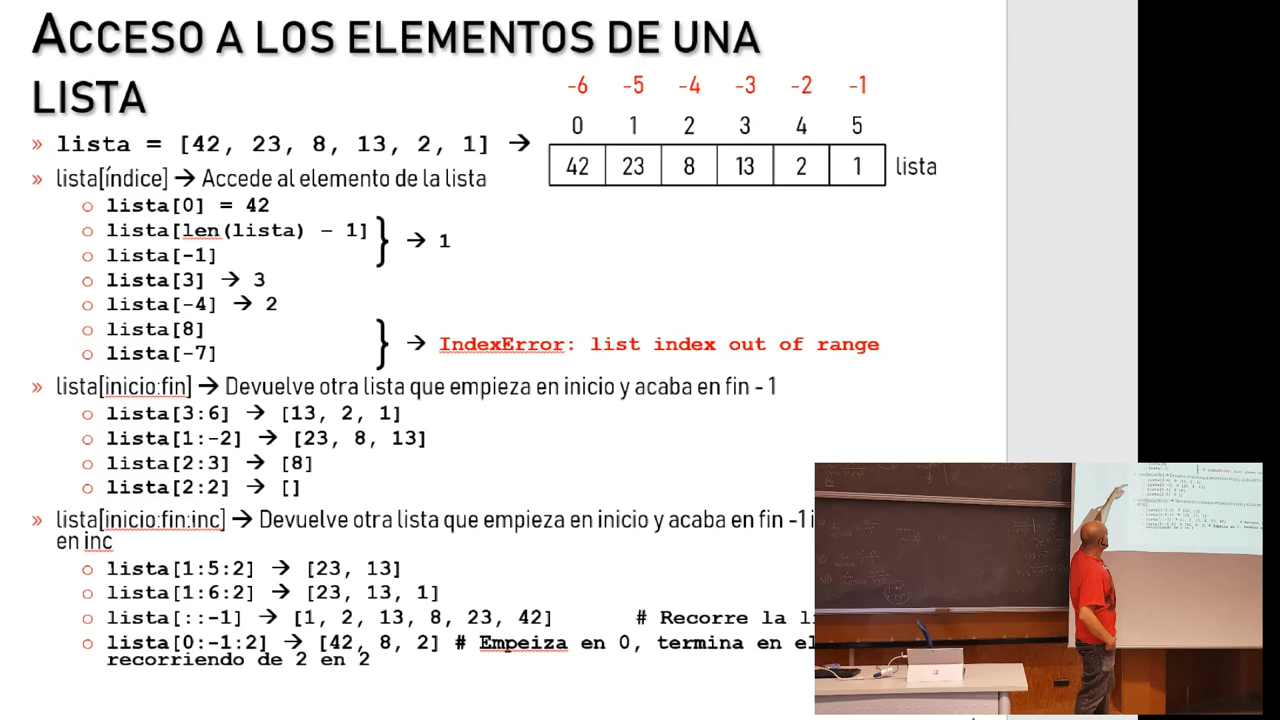 ACCESO A LOS ELEMENTOS DE UNA
LISTA
-6 -5 -4 -3 -2 -1
0 1 2 3 4 5
» lista = [42, 23, 8, 13, 2, 1] → 42 23 8 13 2 1 lista
» lista[índice] → Accede al elemento de la lista
o lista[0] = 42
o lista[len(lista) – 1]
o lista[-1]
} → 1
o lista[3] → 3
o lista[-4] → 2
o lista[8]
o lista[-7]
} → IndexError: list index out of range
» lista[inicio:fin] → Devuelve otra lista que empieza en inicio y acaba en fin - 1
o lista[3:6] → [13, 2, 1]
o lista[1:-2] → [23, 8, 13]
o lista[2:3] → [8]
o lista[2:2] → []
» lista[inicio:fin:inc] → Devuelve otra lista que empieza en inicio y acaba en fin -1
en inc
o lista[1:5:2] → [23, 13]
o lista[1:6:2] → [23, 13, 1]
o lista[::-1] → [1, 2, 13, 8, 23, 42] # Recorre la
o lista[0:-1:2] → [42, 8, 2] # Empeiza en 0, termina en el
recorriendo de 2 en 2